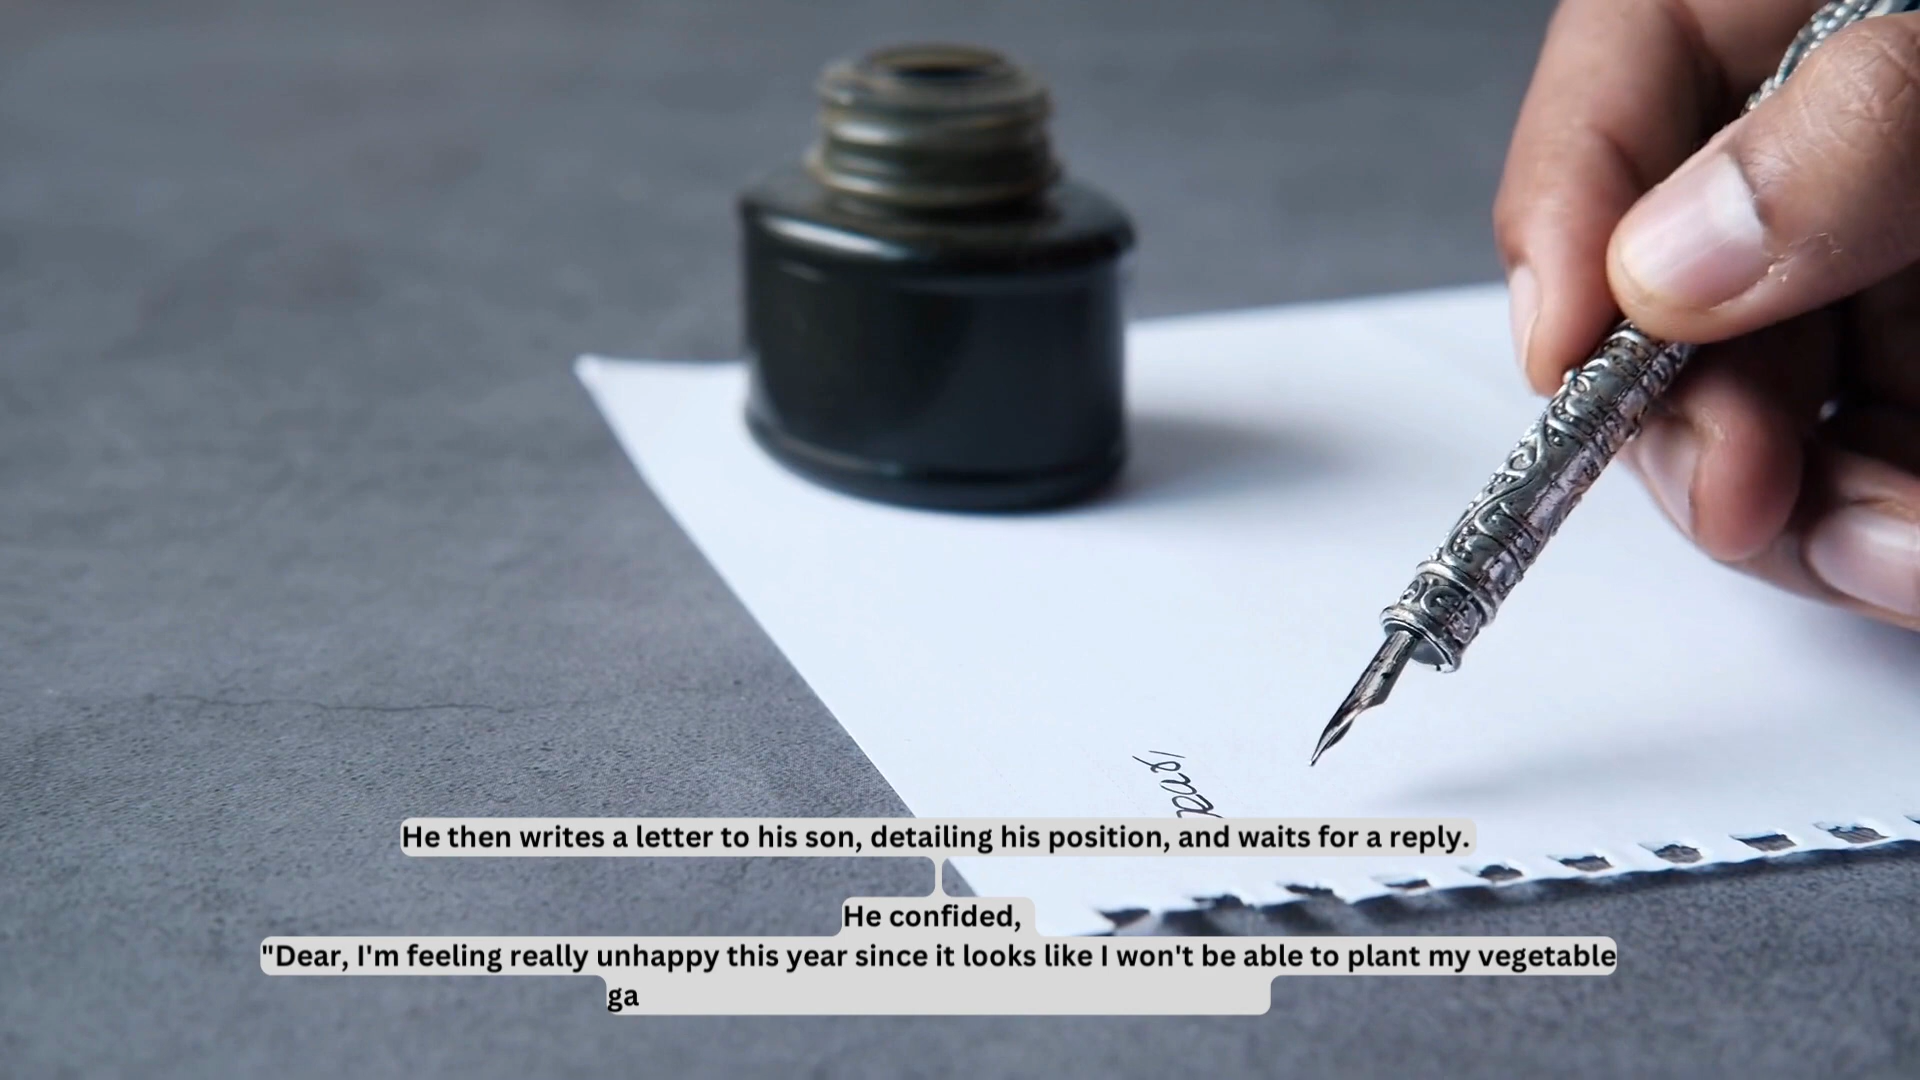 He then writes a letter to his son, detailing his position, and waits for a reply.
He confided,
"Dear, I'm feeling really unhappy this year since it looks like I won't be able to plant my vegetable
ga